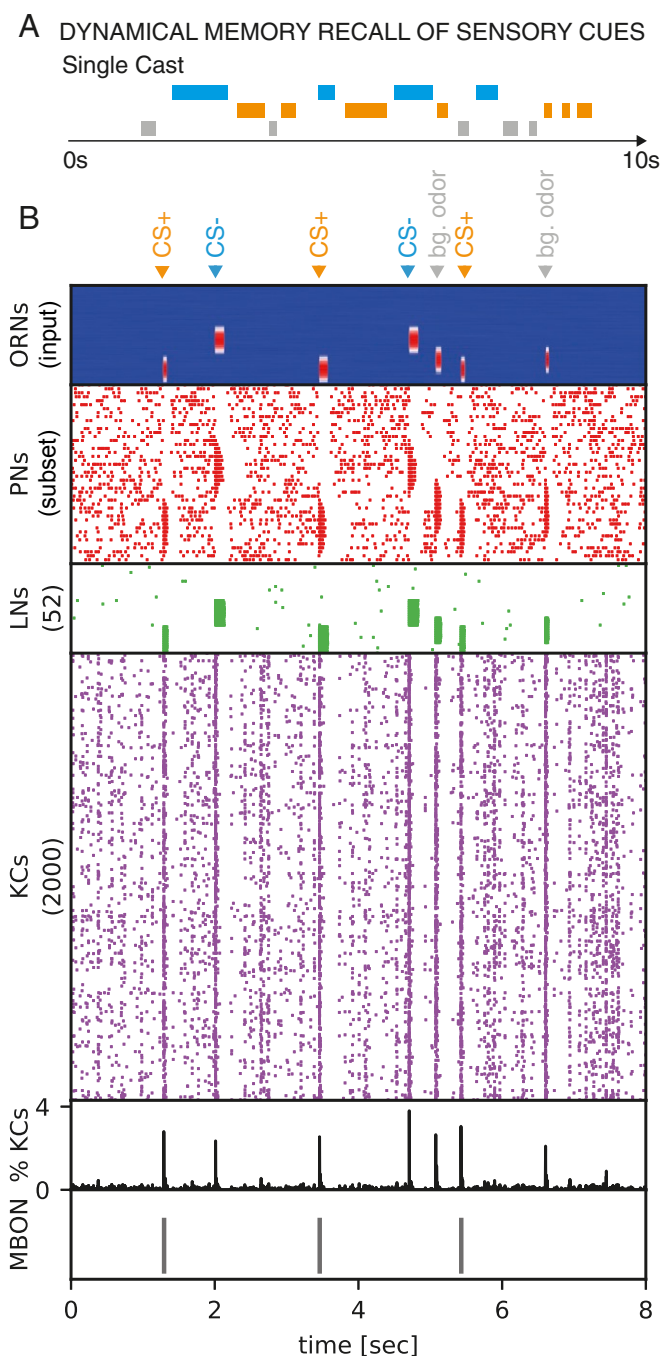 A DYNAMICAL MEMORY RECALL OF SENSORY CUES
Single Cast
0s 10s
B
CS+ CS- CS+ CS- bg. odor CS+ bg. odor
ORNs
(input)
PNs
(subset)
LNs
(52)
KCs
(2000)
4
% KCs
0
MBON
0 2 4 6 8
time [sec]